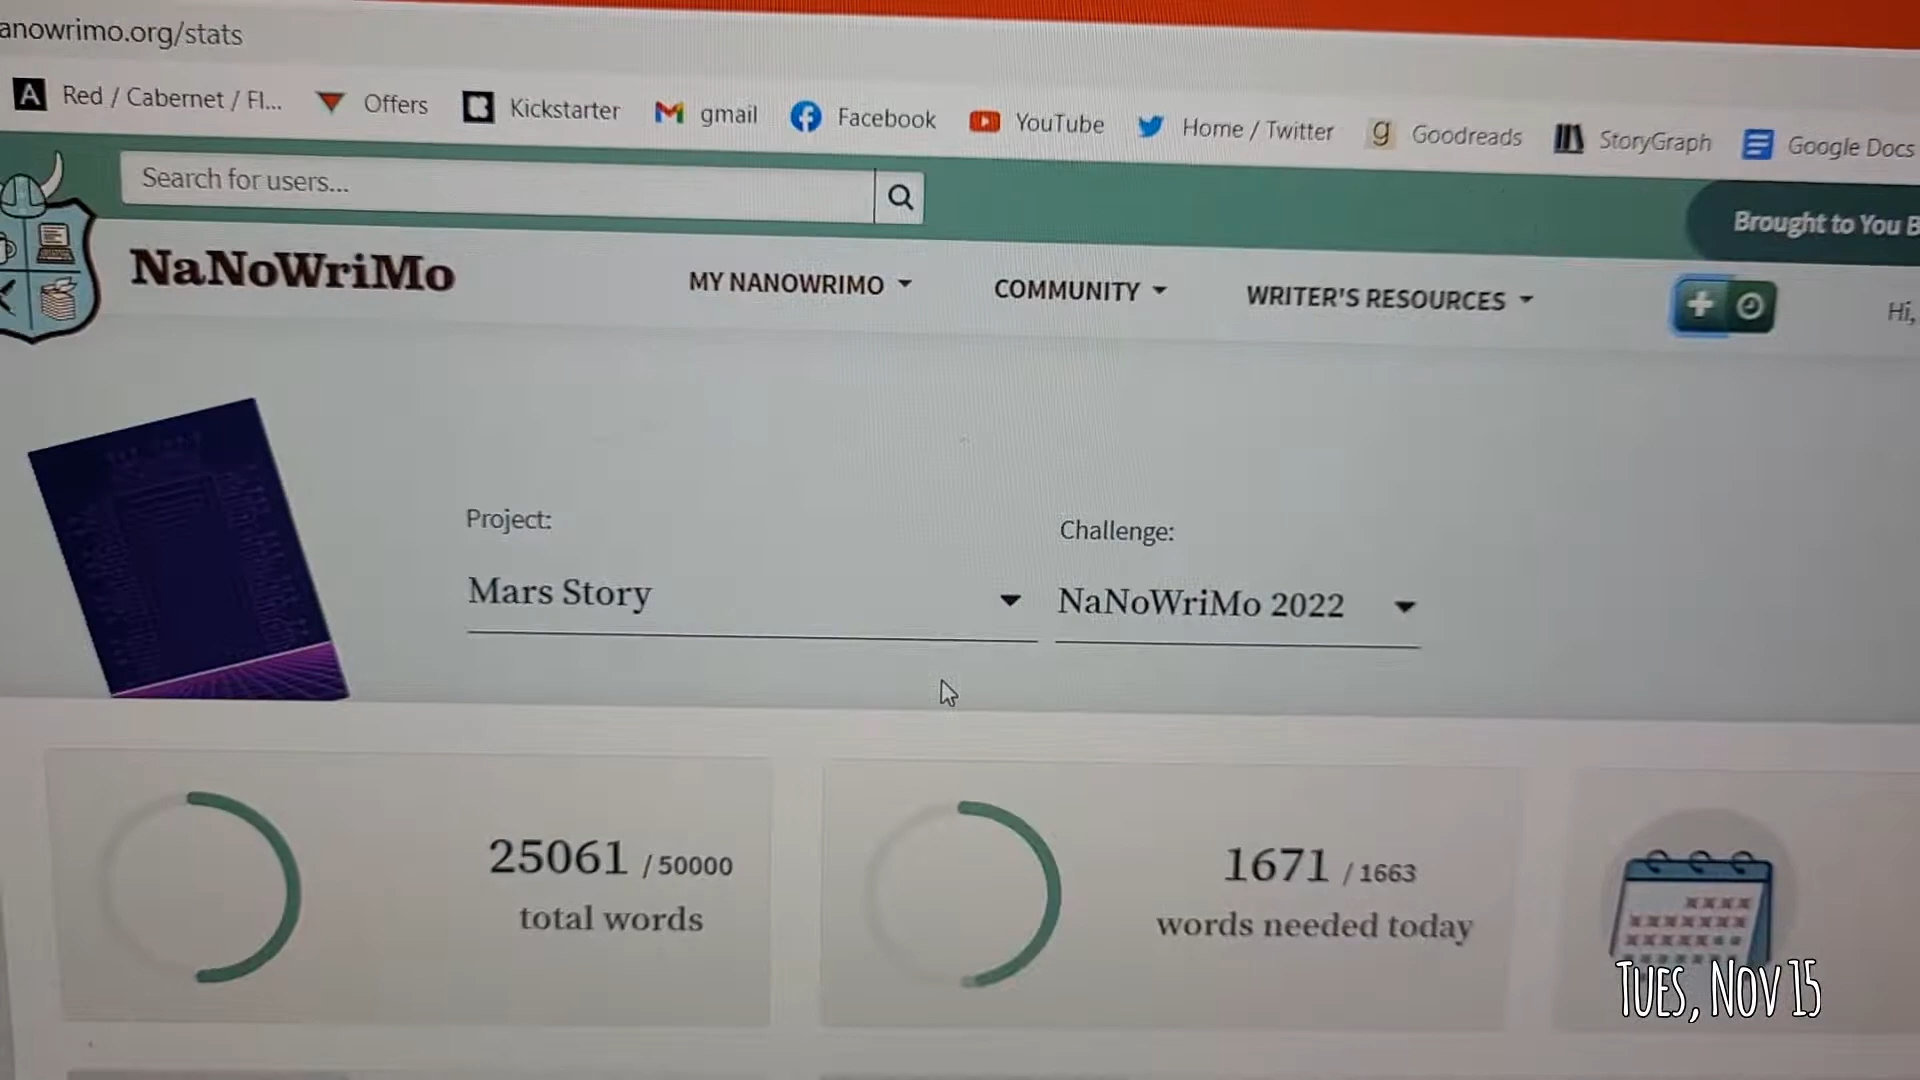 anowrimo.org/stats
Red / Cabernet / Fl... Offers Kickstarter gmail Facebook YouTube Home / Twitter Goodreads StoryGraph Google Docs
Search for users...
Brought to You B
NaNoWriMo MY NANOWRIMO COMMUNITY WRITER'S RESOURCES Hi,
Project: Challenge:
Mars Story NaNoWriMo 2022
25061 / 50000 1671 / 1663
total words words needed today
TUES, NOV 15